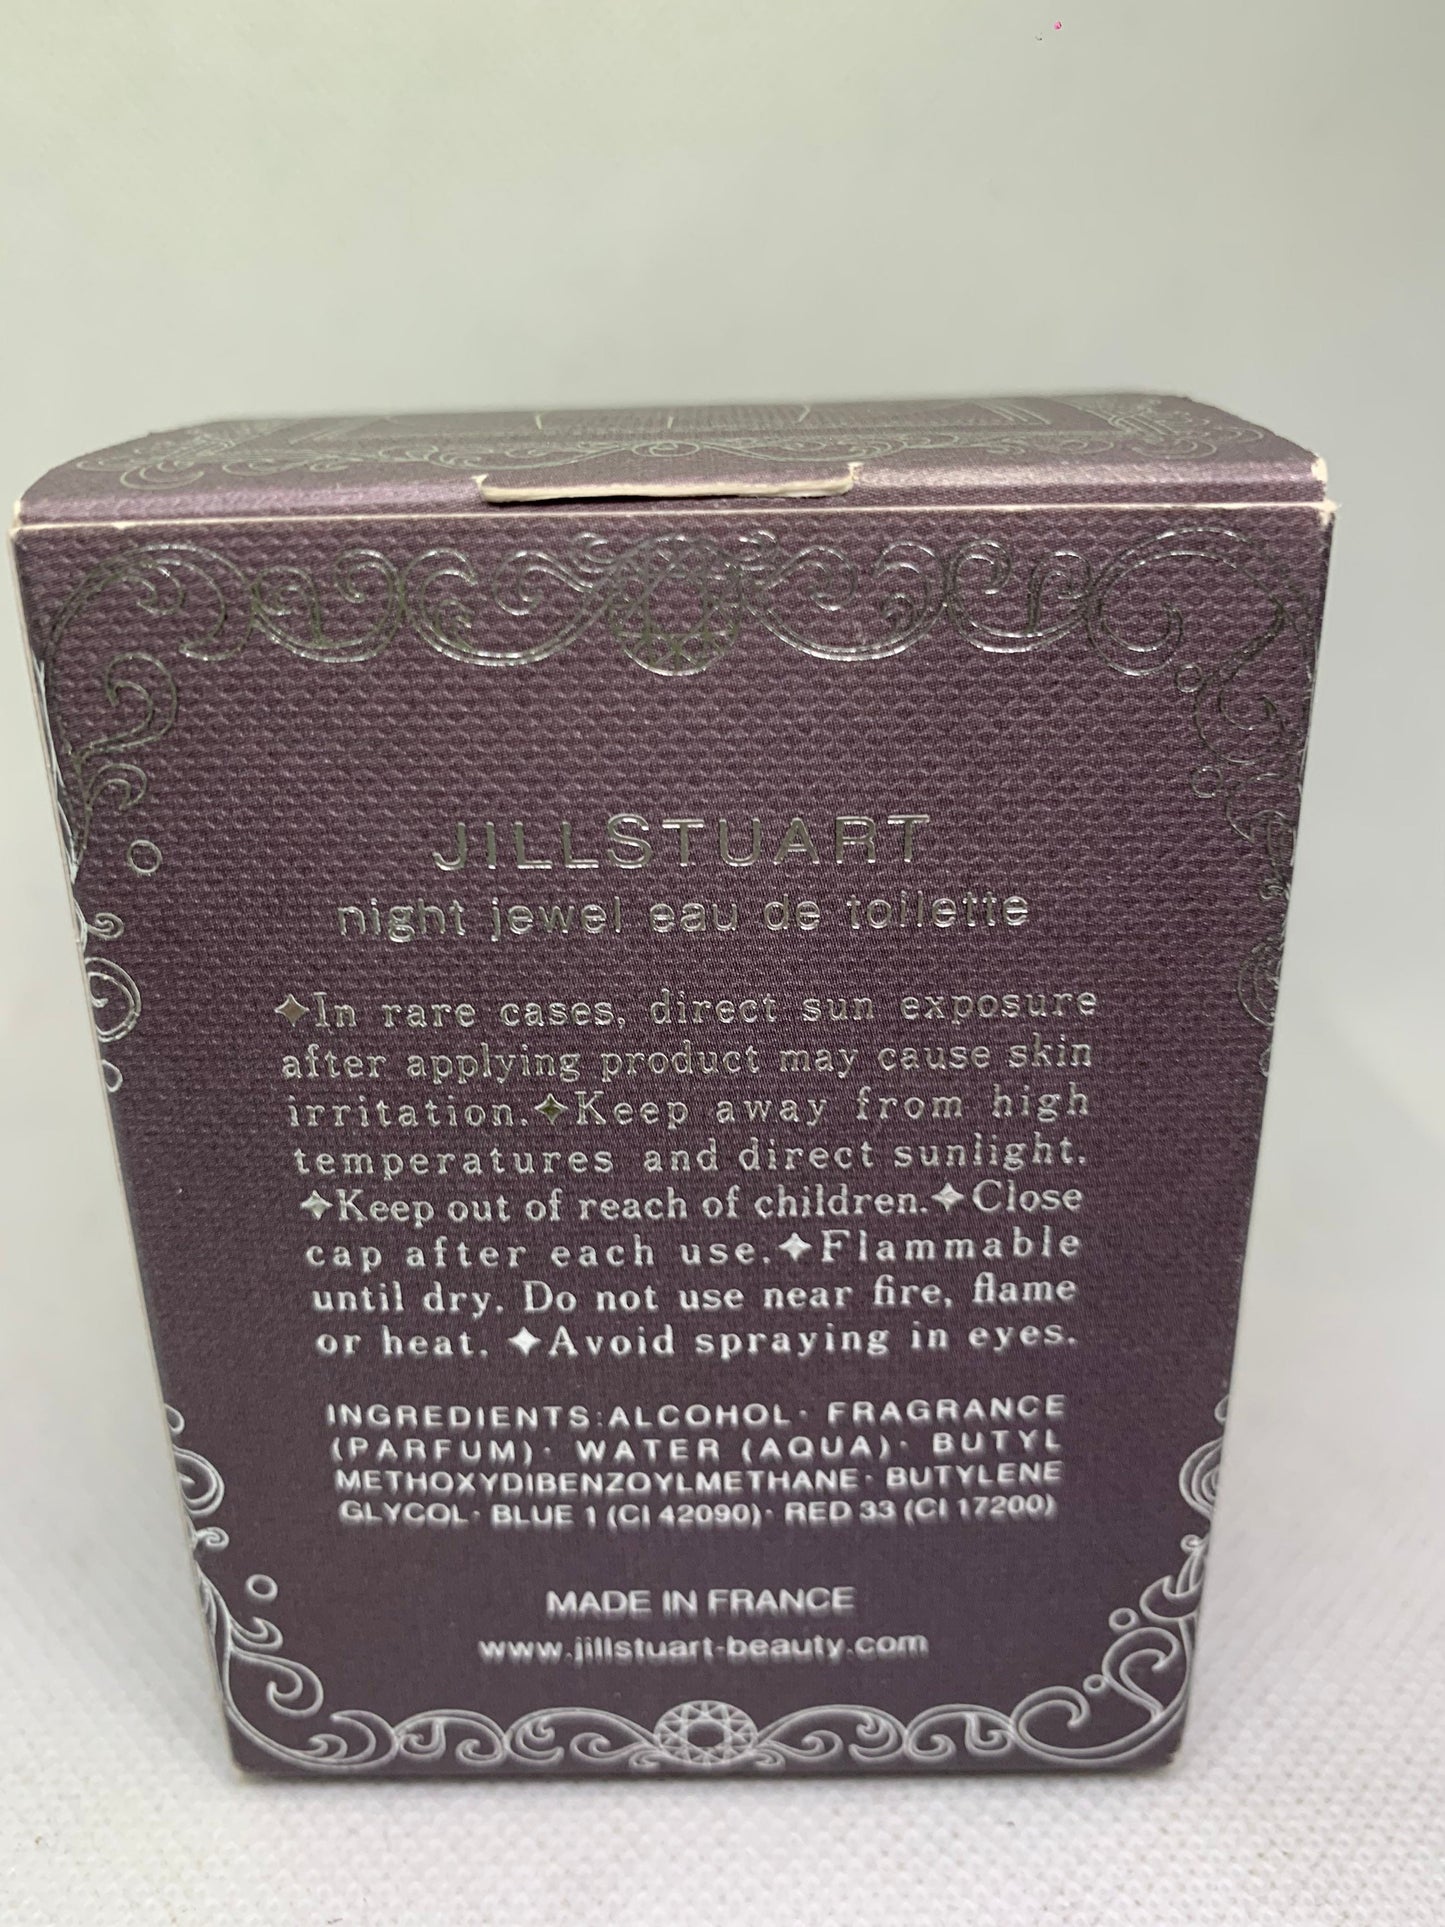 JILLSTUART
night jewel eau de toilette
✦In rare cases, direct sun exposure
after applying product may cause skin
irritation.✦Keep away from high
temperatures and direct sunlight.
✦Keep out of reach of children.✦Close
cap after each use.✦Flammable
until dry. Do not use near fire, flame
or heat. ✦Avoid spraying in eyes.
INGREDIENTS:ALCOHOL· FRAGRANCE
(PARFUM)· WATER (AQUA)· BUTYL
METHOXYDIBENZOYLMETHANE· BUTYLENE
GLYCOL· BLUE 1 (CI 42090)· RED 33 (CI 17200)
MADE IN FRANCE
www.jillstuart-beauty.com